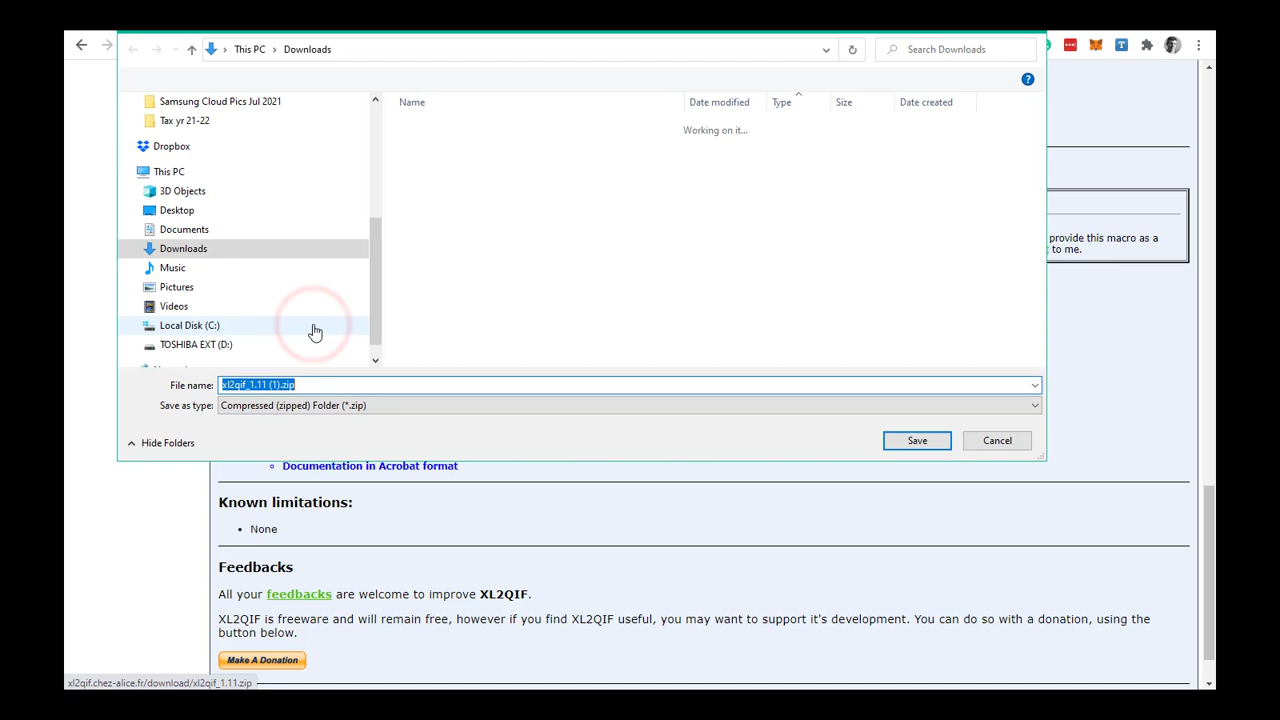 This PC
Downloads
Search Downloads
Samsung Cloud Pics Jul 2021
Tax yr 21-22
Dropbox
This PC
3D Objects
Desktop
Documents
Downloads
Music
Pictures
Videos
Local Disk (C:)
TOSHIBA EXT (D:)
Name
Date modified
Type
Size
Date created
Working on it...
provide this macro as a
to me.
File name:
xl2qif_1.11 (1).zip
Save as type:
Compressed (zipped) Folder (*.zip)
Hide Folders
Save
Cancel
Documentation in Acrobat format
Known limitations:
None
Feedbacks
All your feedbacks are welcome to improve XL2QIF.
XL2QIF is freeware and will remain free, however if you find XL2QIF useful, you may want to support it's development. You can do so with a donation, using the
button below.
Make A Donation
xl2qif.chez-alice.fr/download/xl2qif_1.11.zip